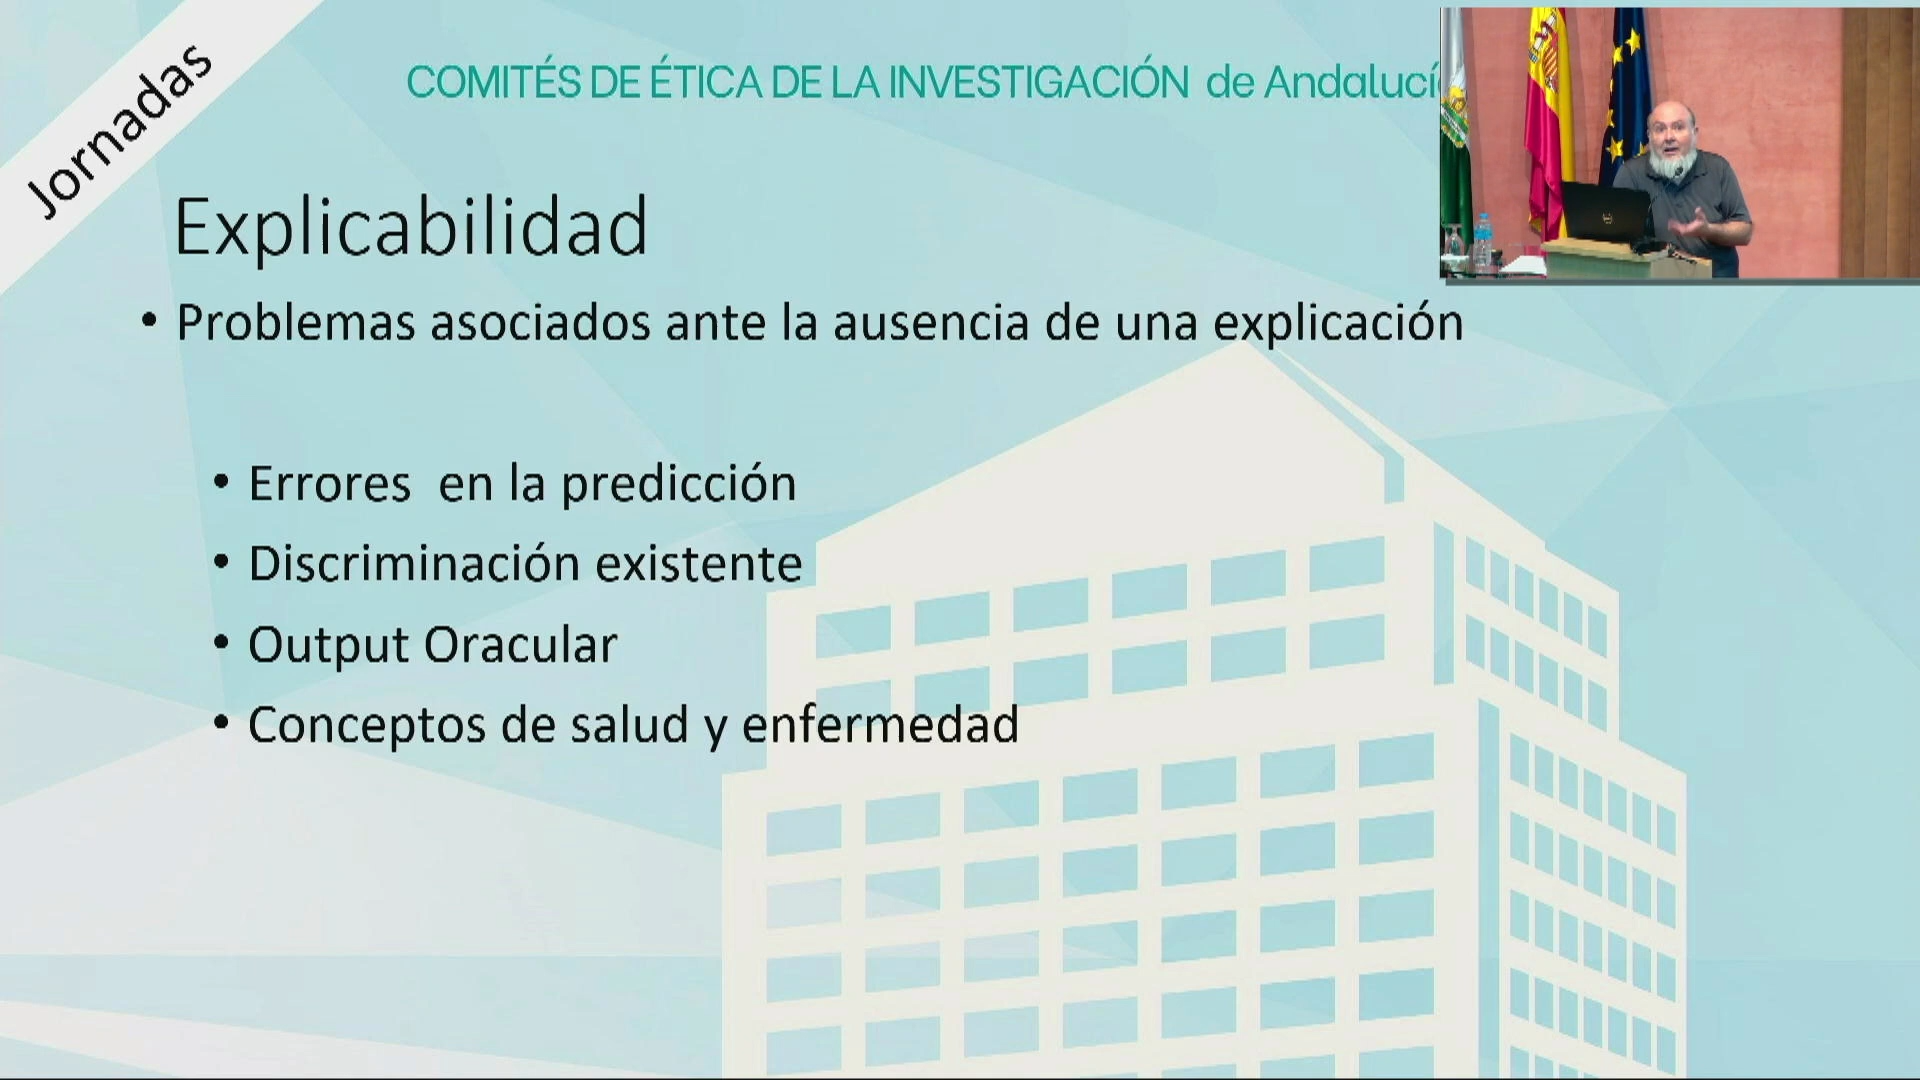 Jornadas
COMITÉS DE ÉTICA DE LA INVESTIGACIÓN de Andalucí
Explicabilidad
• Problemas asociados ante la ausencia de una explicación
• Errores en la predicción
• Discriminación existente
• Output Oracular
• Conceptos de salud y enfermedad